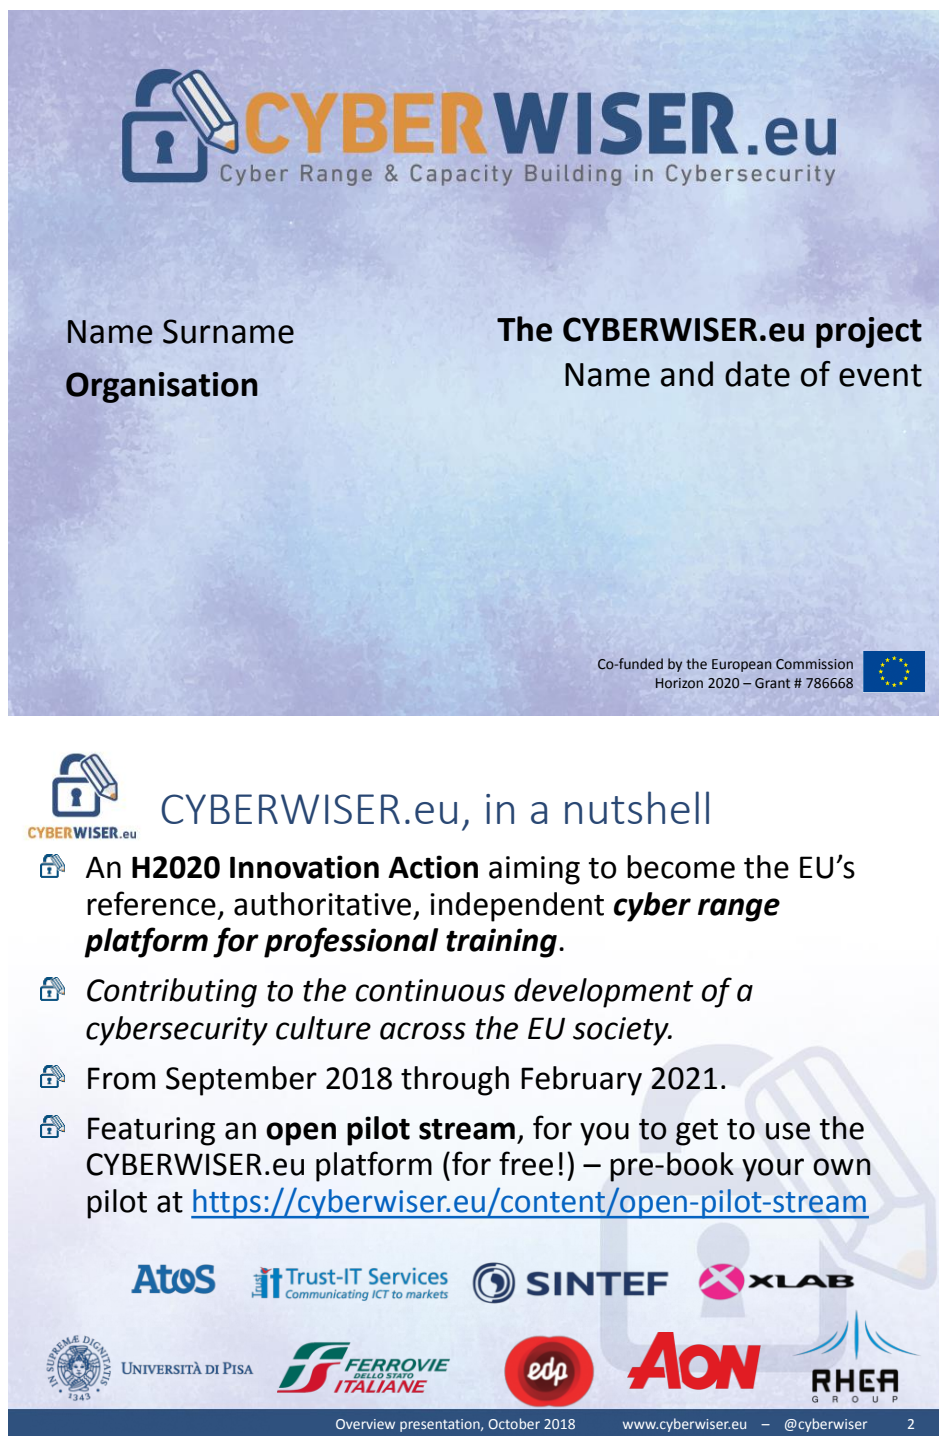 CYBERWISER.eu
Cyber Range & Capacity Building in Cybersecurity
Name Surname
Organisation
The CYBERWISER.eu project
Name and date of event
Co-funded by the European Commission
Horizon 2020 – Grant # 786668
CYBERWISER.eu
CYBERWISER.eu, in a nutshell
An H2020 Innovation Action aiming to become the EU’s
reference, authoritative, independent cyber range
platform for professional training.
Contributing to the continuous development of a
cybersecurity culture across the EU society.
From September 2018 through February 2021.
Featuring an open pilot stream, for you to get to use the
CYBERWISER.eu platform (for free!) – pre-book your own
pilot at https://cyberwiser.eu/content/open-pilot-stream
Atos
Trust it Trust-IT Services
Communicating ICT to markets
SINTEF
XLAB
IN SUPREMÆ DIGNITATIS
1343
UNIVERSITÀ DI PISA
FERROVIE
DELLO STATO
ITALIANE
edp
AON
RHEA
GROUP
Overview presentation, October 2018 www.cyberwiser.eu – @cyberwiser 2